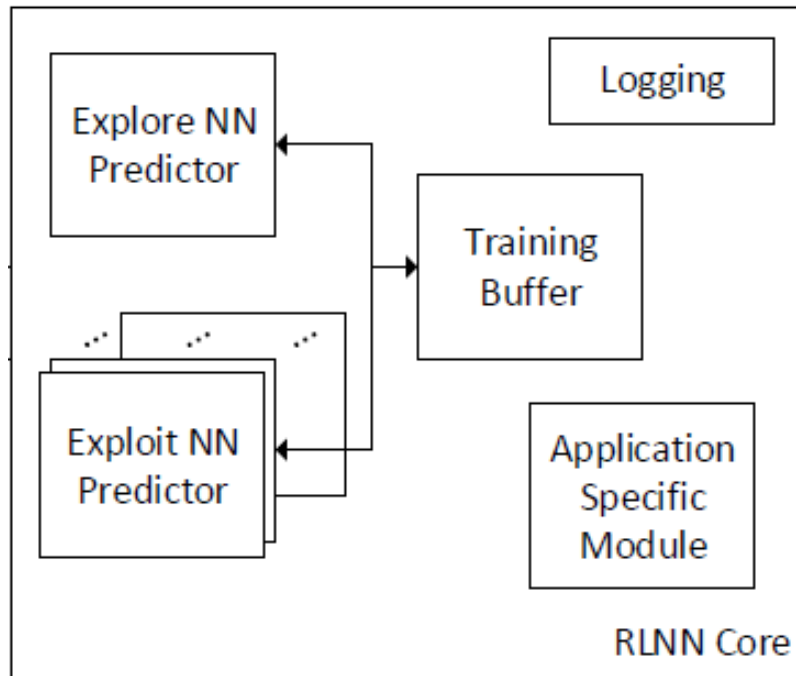 Explore NN
Predictor
Logging
Training
Buffer
Exploit NN
Predictor
Application
Specific
Module
RLNN Core